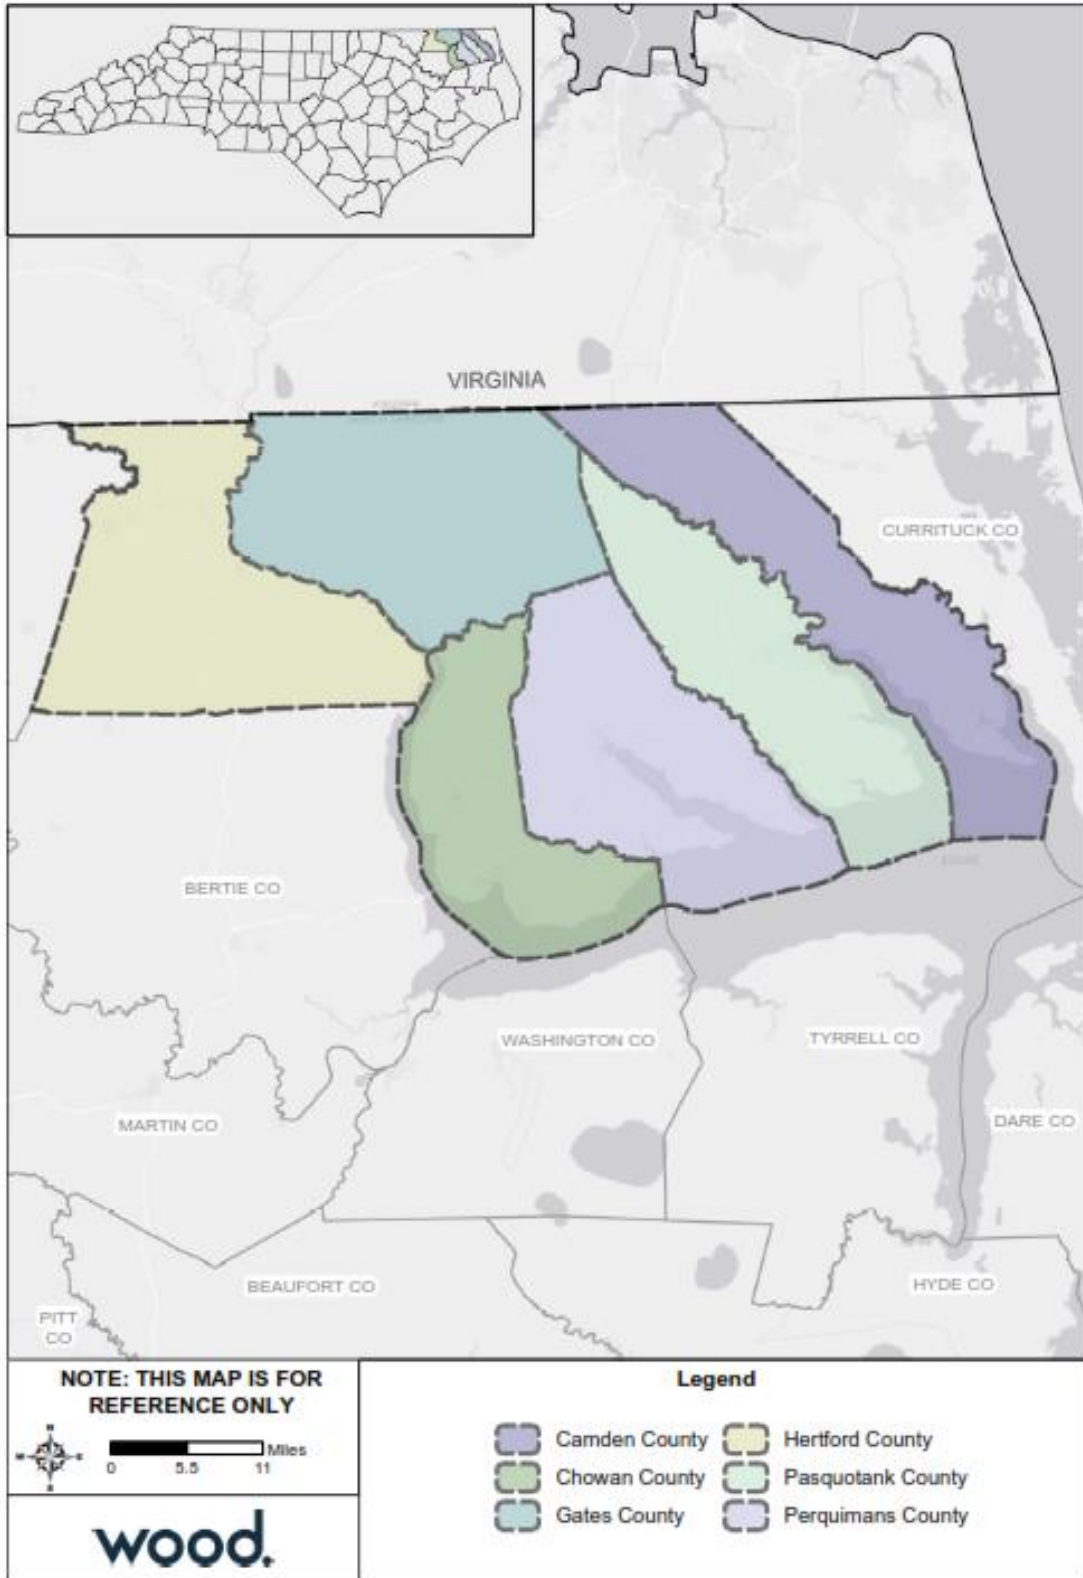 VIRGINIA
CURRITUCK CO
BERTIE CO
WASHINGTON CO
TYRRELL CO
MARTIN CO
DARE CO
BEAUFORT CO
HYDE CO
PITT
CO
NOTE: THIS MAP IS FOR
REFERENCE ONLY
N
W E
S
Miles
0 5.5 11
wood.
Legend
Camden County Hertford County
Chowan County Pasquotank County
Gates County Perquimans County